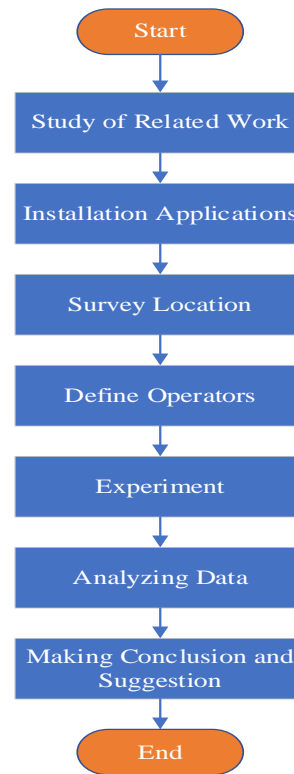 Start
Study of Related Work
Installation Applications
Survey Location
Define Operators
Experiment
Analyzing Data
Making Conclusion and
Suggestion
End